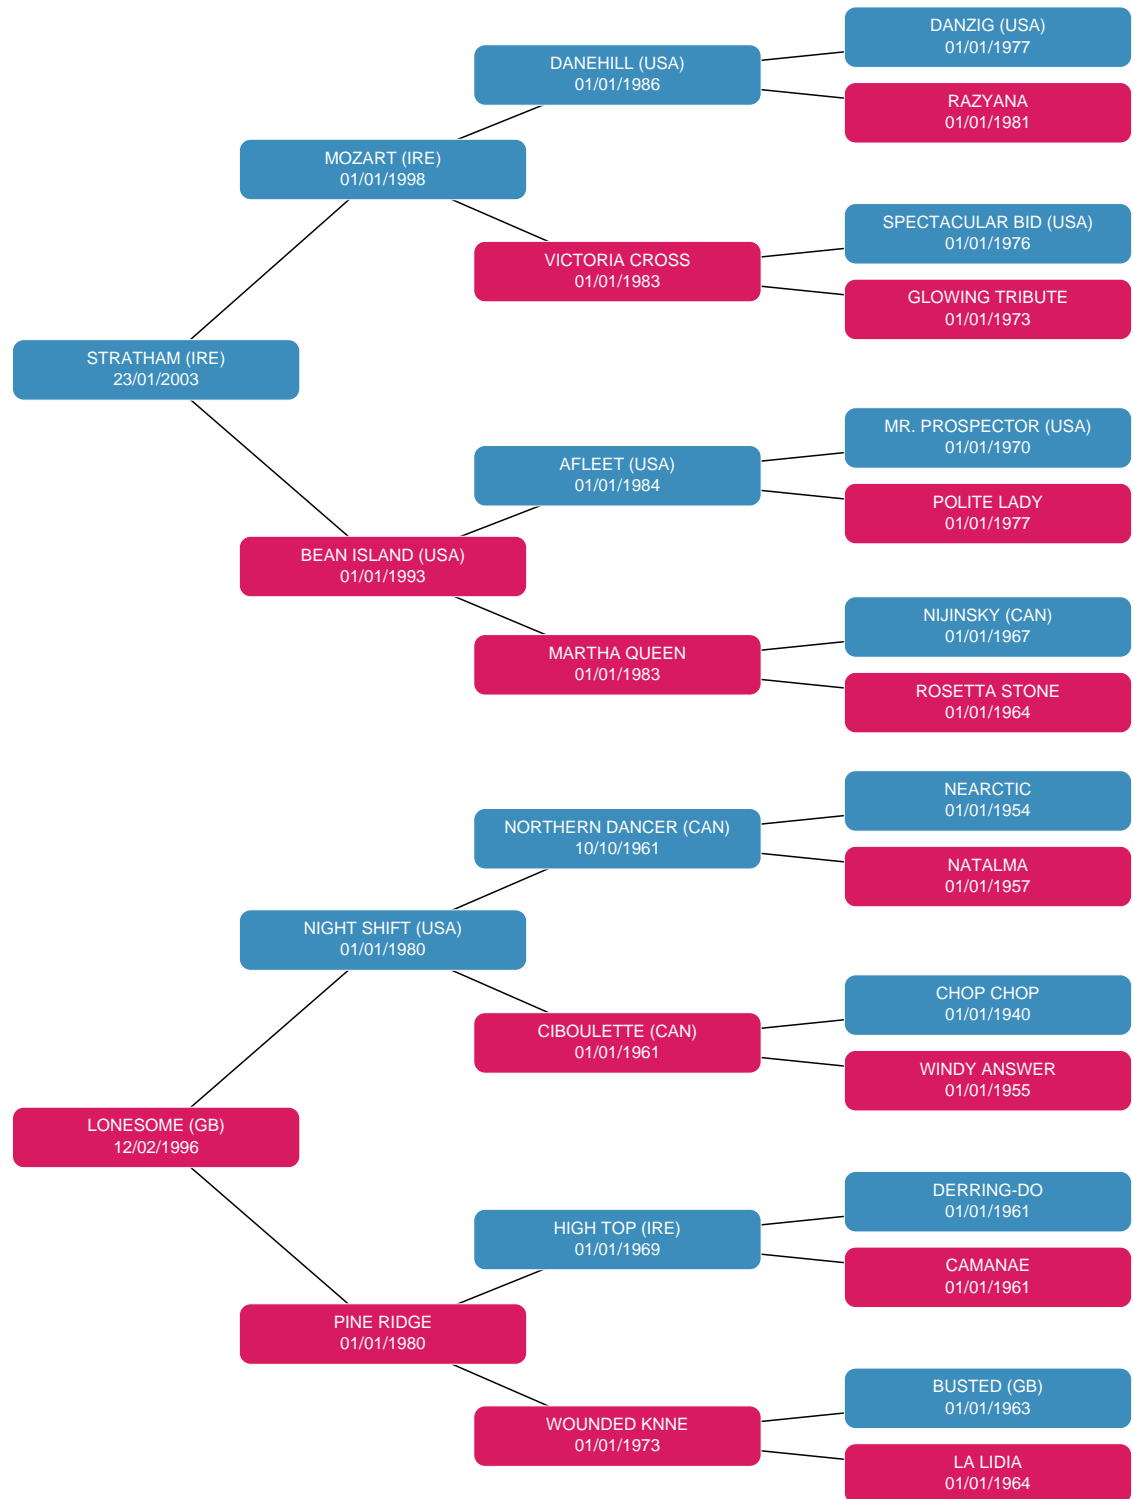 DANZIG (USA)
01/01/1977
DANEHILL (USA)
01/01/1986
RAZYANA
01/01/1981
MOZART (IRE)
01/01/1998
SPECTACULAR BID (USA)
01/01/1976
VICTORIA CROSS
01/01/1983
GLOWING TRIBUTE
01/01/1973
STRATHAM (IRE)
23/01/2003
MR. PROSPECTOR (USA)
01/01/1970
AFLEET (USA)
01/01/1984
POLITE LADY
01/01/1977
BEAN ISLAND (USA)
01/01/1993
NIJINSKY (CAN)
01/01/1967
MARTHA QUEEN
01/01/1983
ROSETTA STONE
01/01/1964
NEARCTIC
01/01/1954
NORTHERN DANCER (CAN)
10/10/1961
NATALMA
01/01/1957
NIGHT SHIFT (USA)
01/01/1980
CHOP CHOP
01/01/1940
CIBOULETTE (CAN)
01/01/1961
WINDY ANSWER
01/01/1955
LONESOME (GB)
12/02/1996
DERRING-DO
01/01/1961
HIGH TOP (IRE)
01/01/1969
CAMANAE
01/01/1961
PINE RIDGE
01/01/1980
BUSTED (GB)
01/01/1963
WOUNDED KNNE
01/01/1973
LA LIDIA
01/01/1964